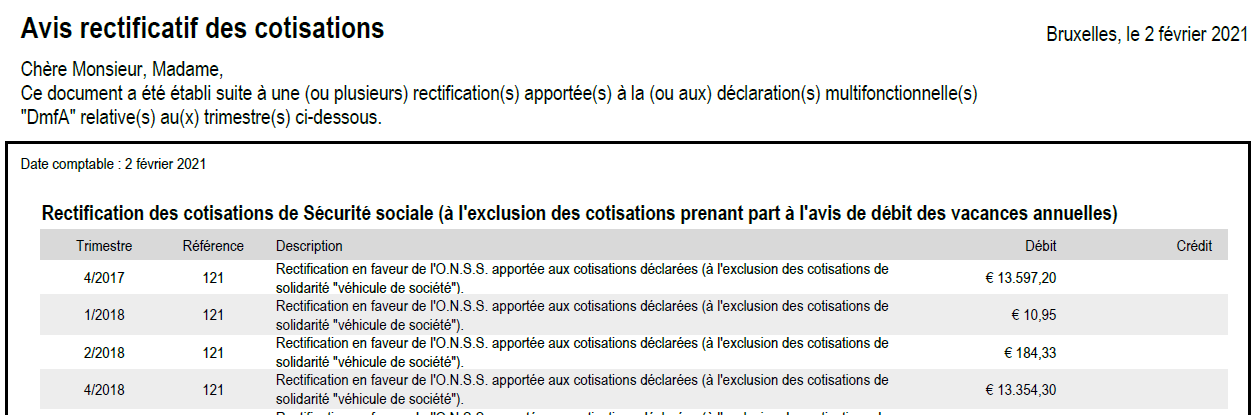 Avis rectificatif des cotisations
Bruxelles, le 2 février 2021
Chère Monsieur, Madame,
Ce document a été établi suite à une (ou plusieurs) rectification(s) apportée(s) à la (ou aux) déclaration(s) multifonctionnelle(s)
"DmfA" relative(s) au(x) trimestre(s) ci-dessous.
Date comptable : 2 février 2021
Rectification des cotisations de Sécurité sociale (à l'exclusion des cotisations prenant part à l'avis de débit des vacances annuelles)
Trimestre Référence Description Débit Crédit
Rectification en faveur de l'O.N.S.S. apportée aux cotisations déclarées (à l'exclusion des cotisations de
4/2017 121 € 13.597,20
solidarité "véhicule de société").
Rectification en faveur de l'O.N.S.S. apportée aux cotisations déclarées (à l'exclusion des cotisations de
1/2018 121 € 10,95
solidarité "véhicule de société").
Rectification en faveur de l'O.N.S.S. apportée aux cotisations déclarées (à l'exclusion des cotisations de
2/2018 121 € 184,33
solidarité "véhicule de société").
Rectification en faveur de l'O.N.S.S. apportée aux cotisations déclarées (à l'exclusion des cotisations de
4/2018 121 € 13.354,30
solidarité "véhicule de société").